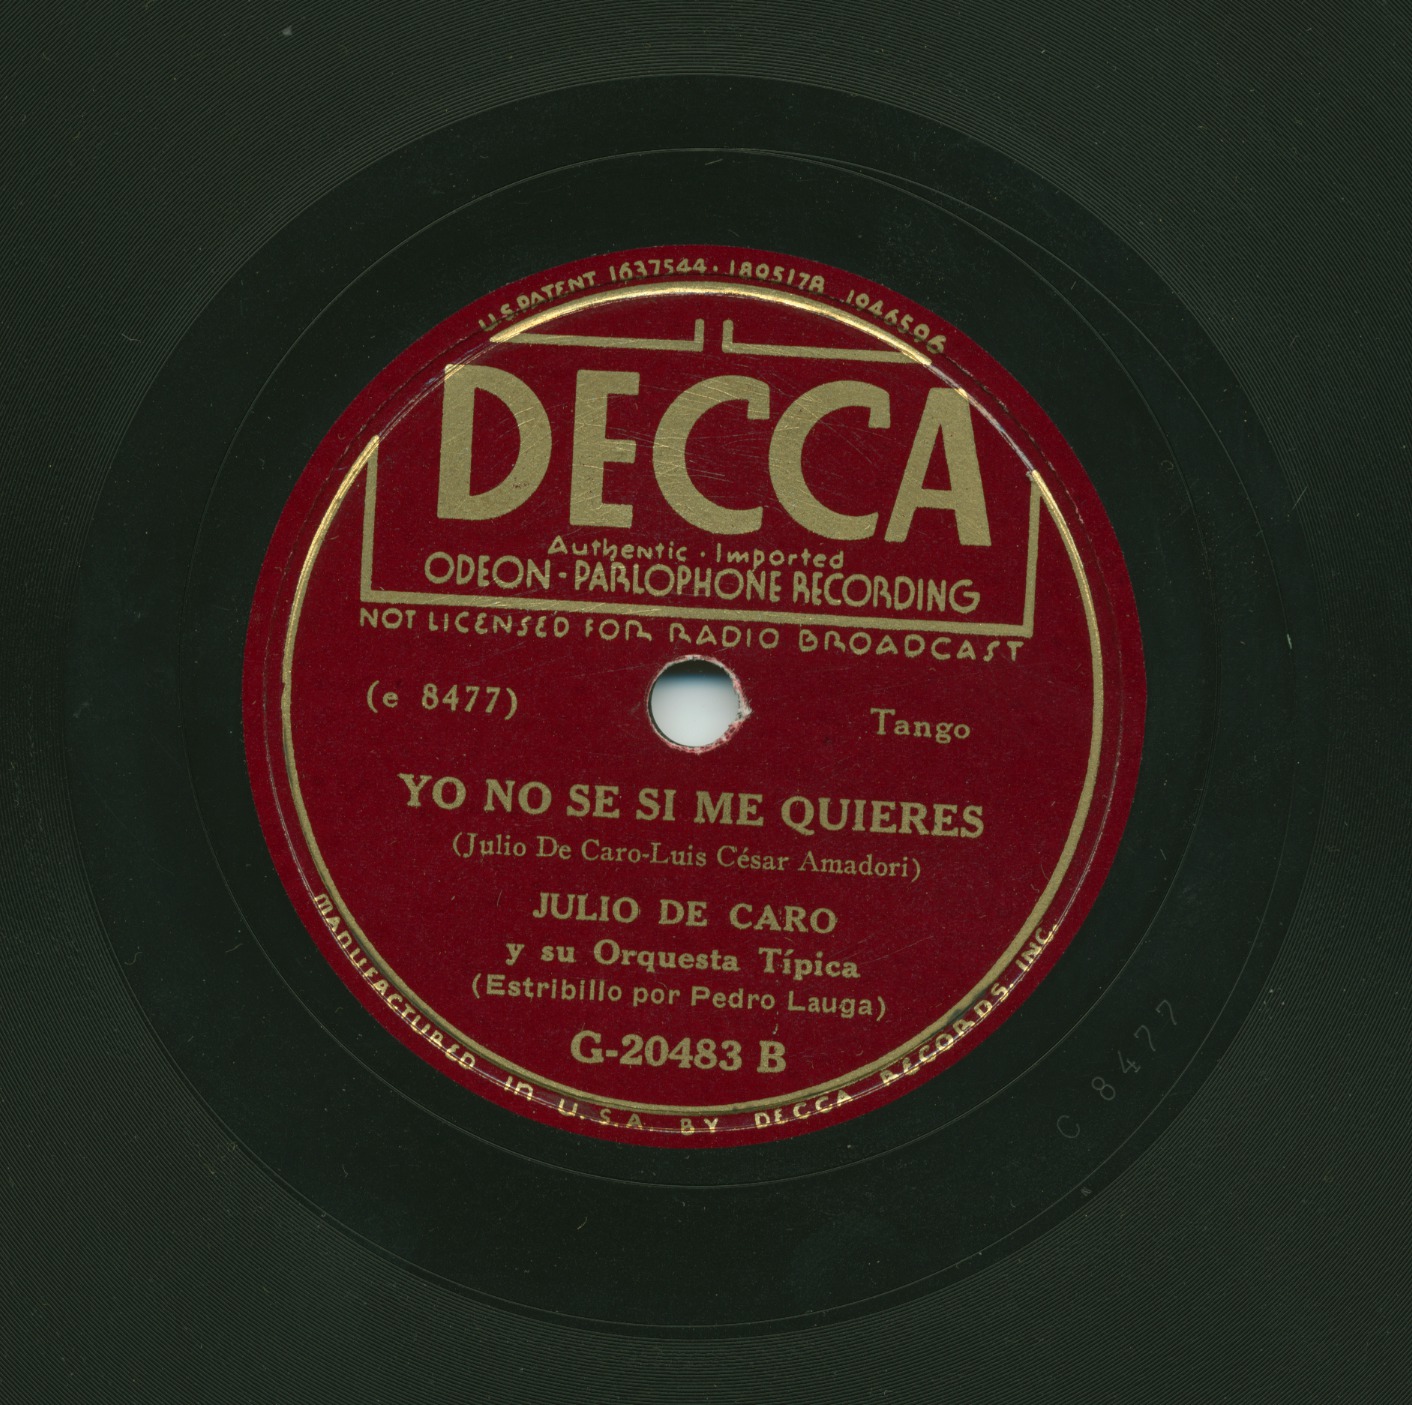 U.S. PATENT 1637544 · 1895178 1946596
DECCA
Authentic · Imported
ODEON - PARLOPHONE RECORDING
NOT LICENSED FOR RADIO BROADCAST
(e 8477)
Tango
YO NO SE SI ME QUIERES
(Julio De Caro-Luis César Amadori)
JULIO DE CARO
y su Orquesta Típica
(Estribillo por Pedro Lauga)
G-20483 B
MANUFACTURED IN U.S.A. BY DECCA RECORDS, INC.
C 8477